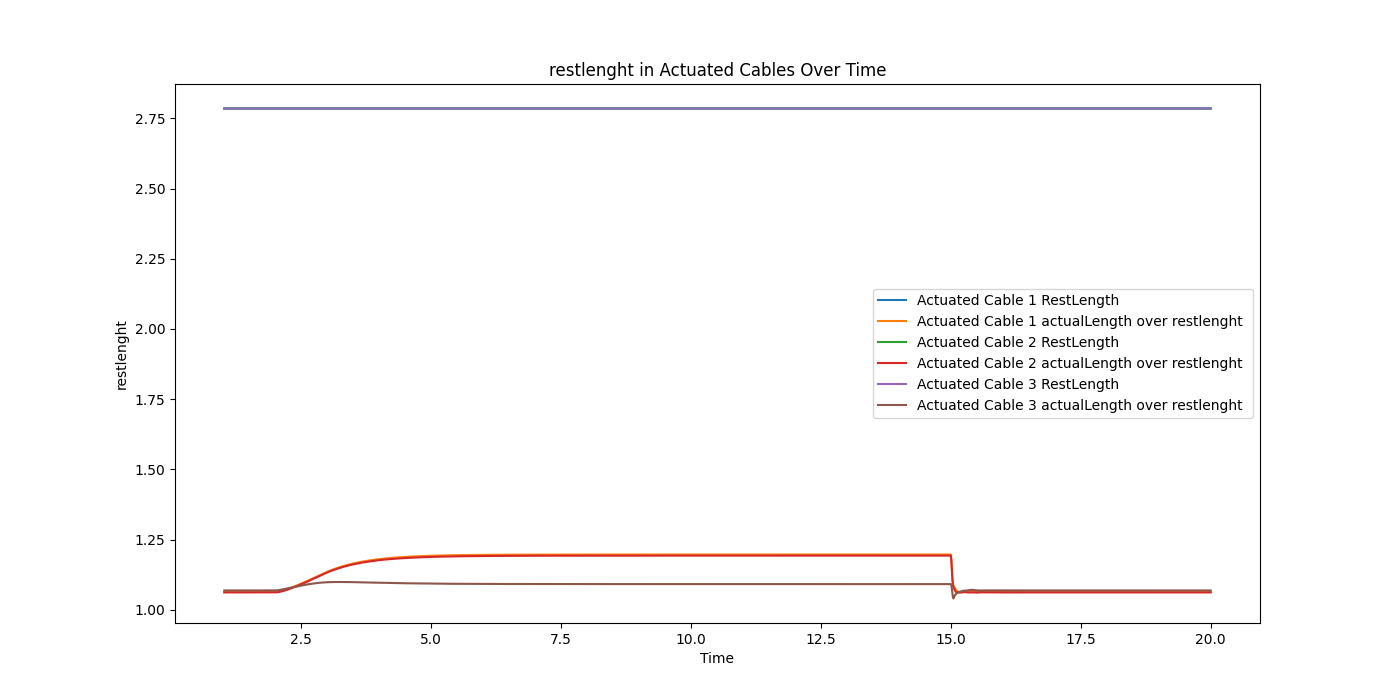 restlenght in Actuated Cables Over Time
restlenght
2.75
2.50
2.25
2.00
1.75
1.50
1.25
1.00
Actuated Cable 1 RestLength
Actuated Cable 1 actualLength over restlenght
Actuated Cable 2 RestLength
Actuated Cable 2 actualLength over restlenght
Actuated Cable 3 RestLength
Actuated Cable 3 actualLength over restlenght
2.5 5.0 7.5 10.0 12.5 15.0 17.5 20.0
Time